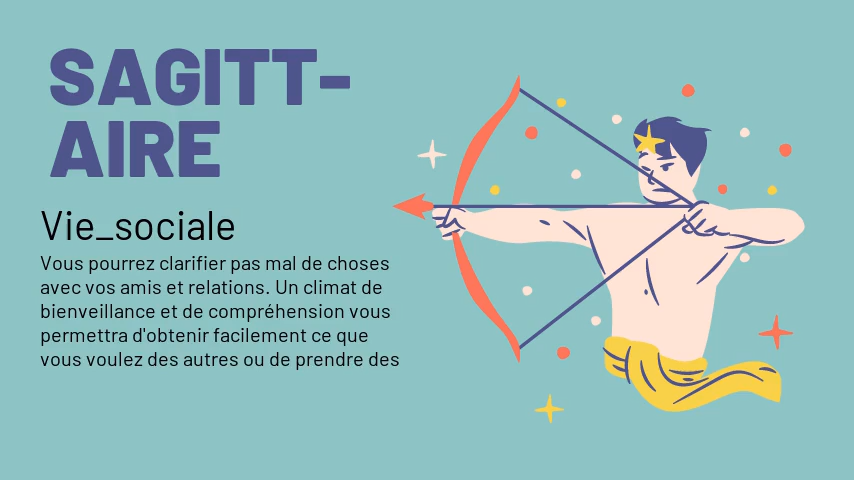 SAGITT-
AIRE
Vie_sociale
Vous pourrez clarifier pas mal de choses
avec vos amis et relations. Un climat de
bienveillance et de compréhension vous
permettra d'obtenir facilement ce que
vous voulez des autres ou de prendre des